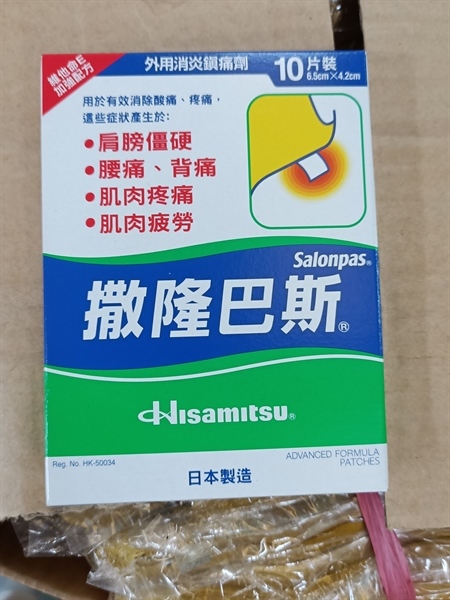 維他命E
加強配方
外用消炎鎮痛劑
10片裝
6.5cm×4.2cm
用於有效消除酸痛、疼痛，
這些症狀產生於:
•肩膀僵硬
•腰痛、背痛
•肌肉疼痛
•肌肉疲勞
Salonpas®
撒隆巴斯®
Hisamitsu®
Reg. No. HK-50034
ADVANCED FORMULA
PATCHES
日本製造